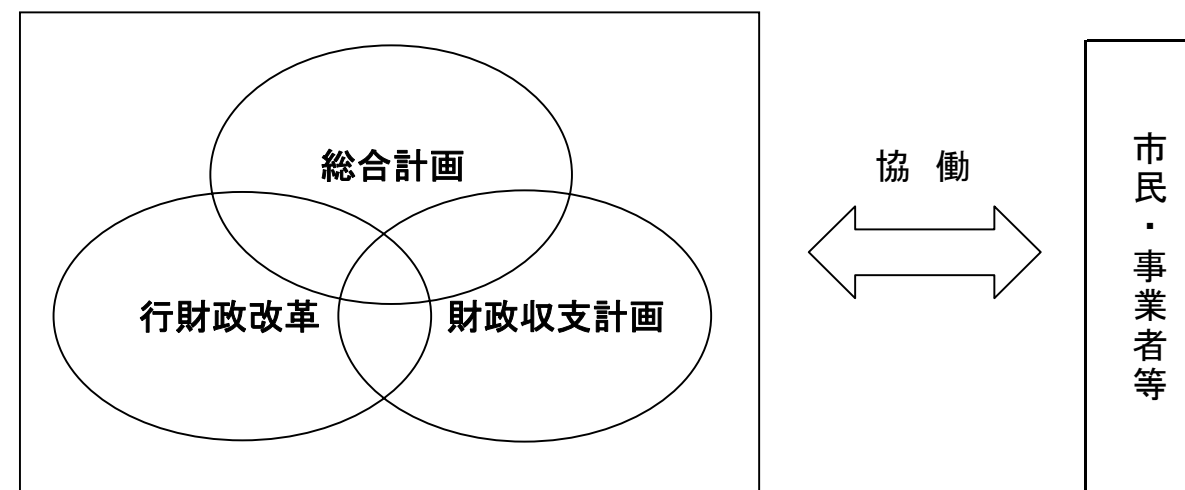 総合計画
行財政改革
財政収支計画
協 働
市民・事業者等